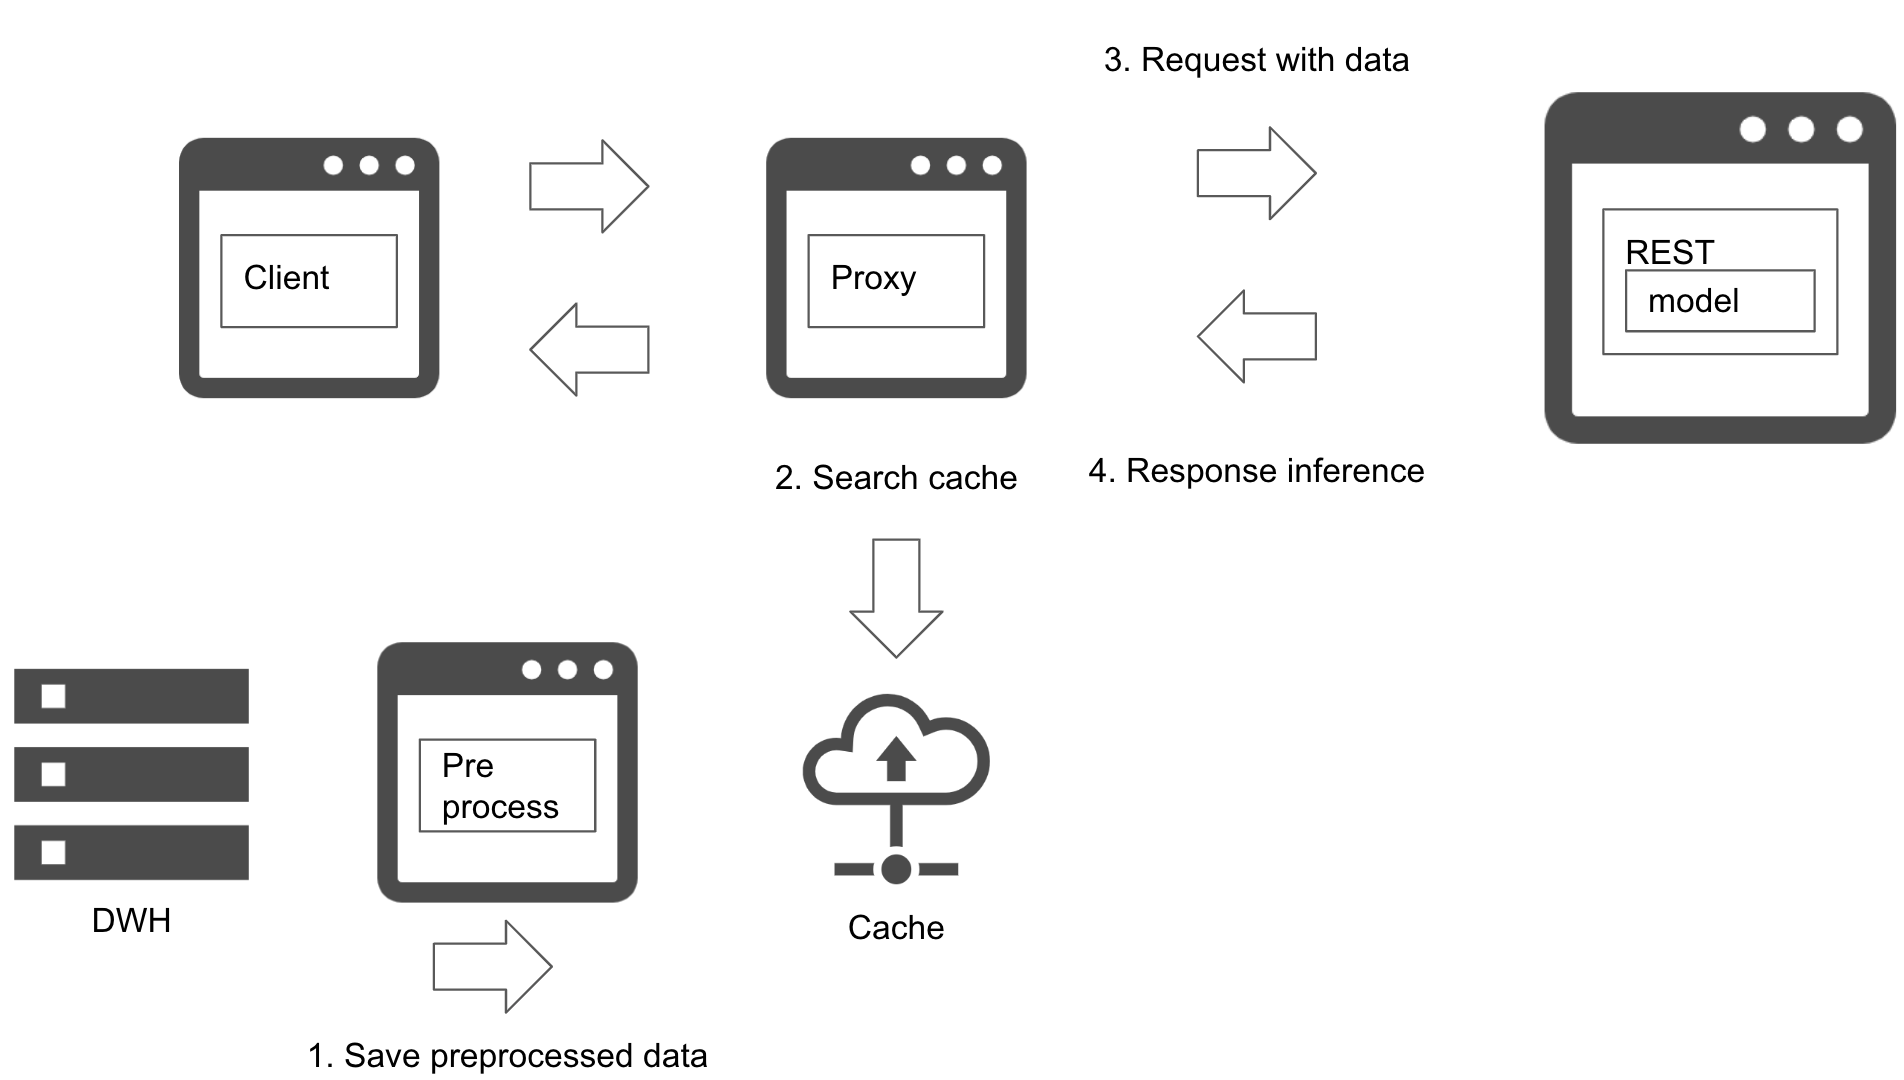 3. Request with data
Client
Proxy
REST
model
2. Search cache
4. Response inference
Pre
process
DWH
Cache
1. Save preprocessed data